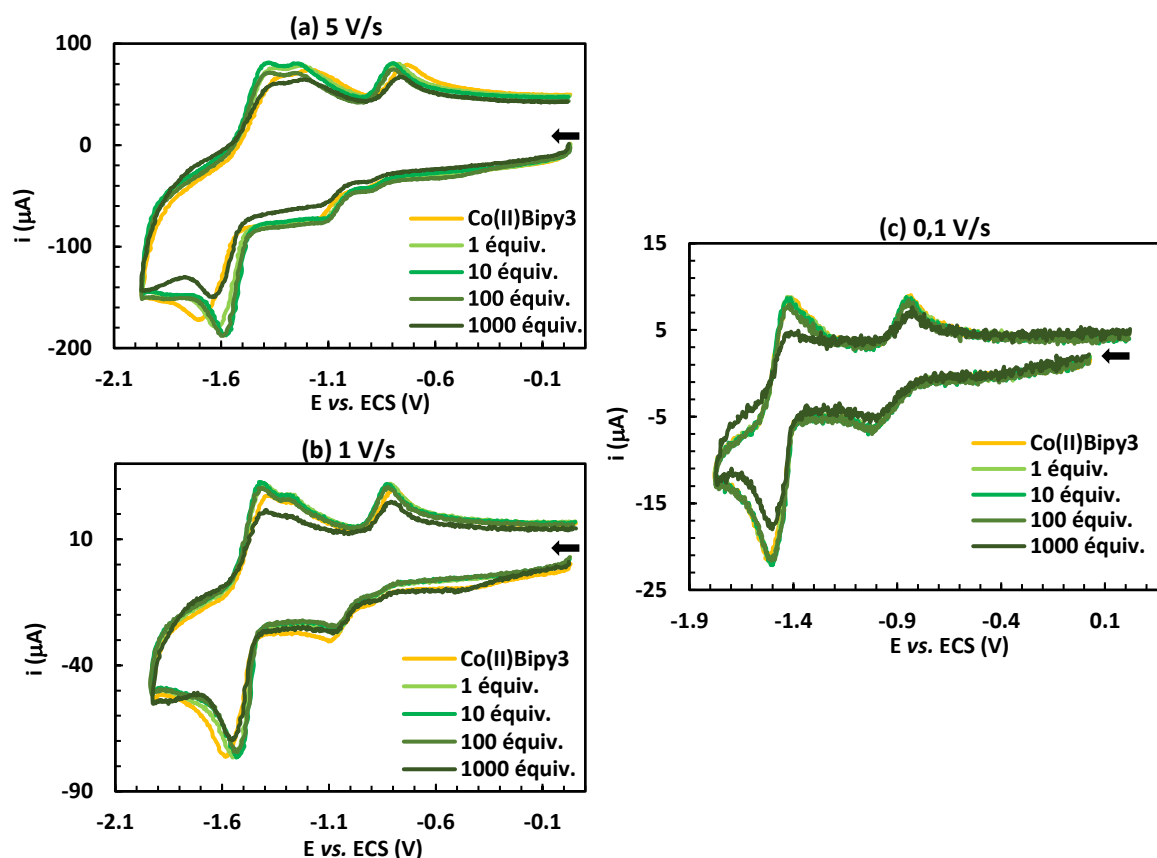 (a) 5 V/s
100
0
-100
-200
i (µA)
Co(II)Bipy3
1 équiv.
10 équiv.
100 équiv.
1000 équiv.
-2.1 -1.6 -1.1 -0.6 -0.1
E vs. ECS (V)
(b) 1 V/s
10
-40
-90
i (µA)
Co(II)Bipy3
1 équiv.
10 équiv.
100 équiv.
1000 équiv.
-2.1 -1.6 -1.1 -0.6 -0.1
E vs. ECS (V)
(c) 0,1 V/s
15
5
-5
-15
-25
i (µA)
Co(II)Bipy3
1 équiv.
10 équiv.
100 équiv.
1000 équiv.
-1.9 -1.4 -0.9 -0.4 0.1
E vs. ECS (V)